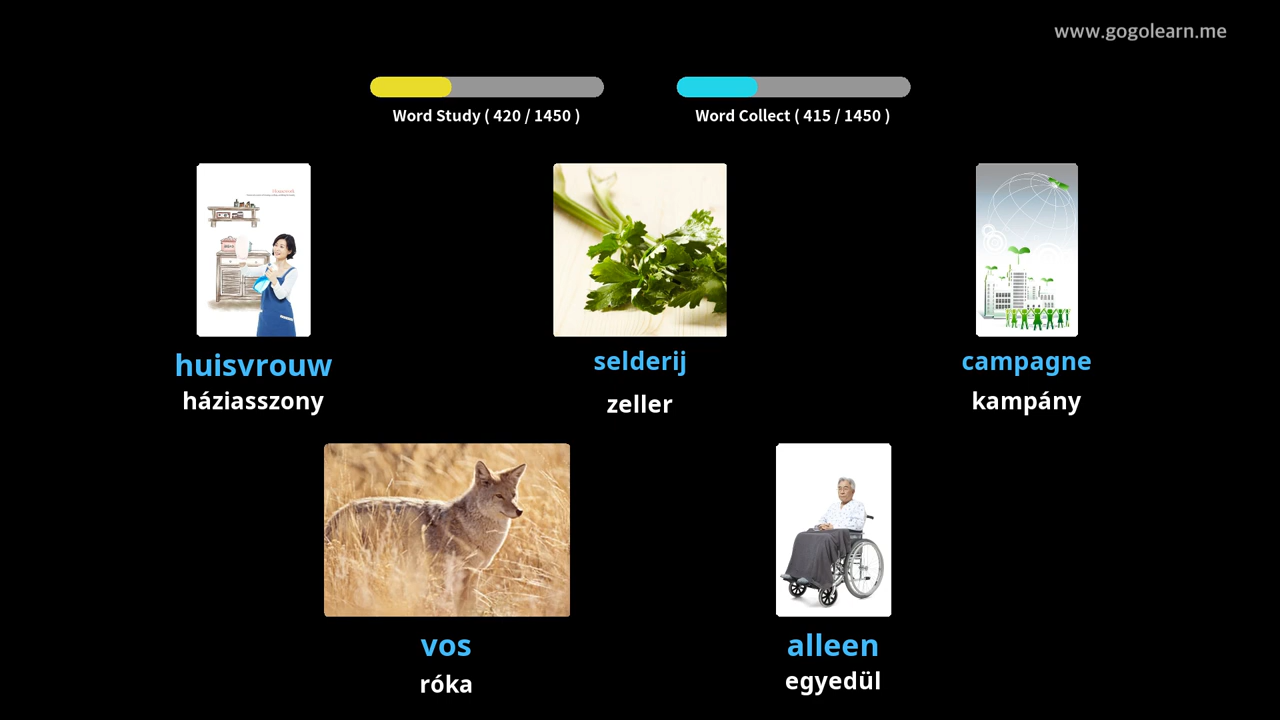 www.gogolearn.me
Word Study ( 420 / 1450 )
Word Collect ( 415 / 1450 )
huisvrouw
háziasszony
selderij
zeller
campagne
kampány
vos
róka
alleen
egyedül